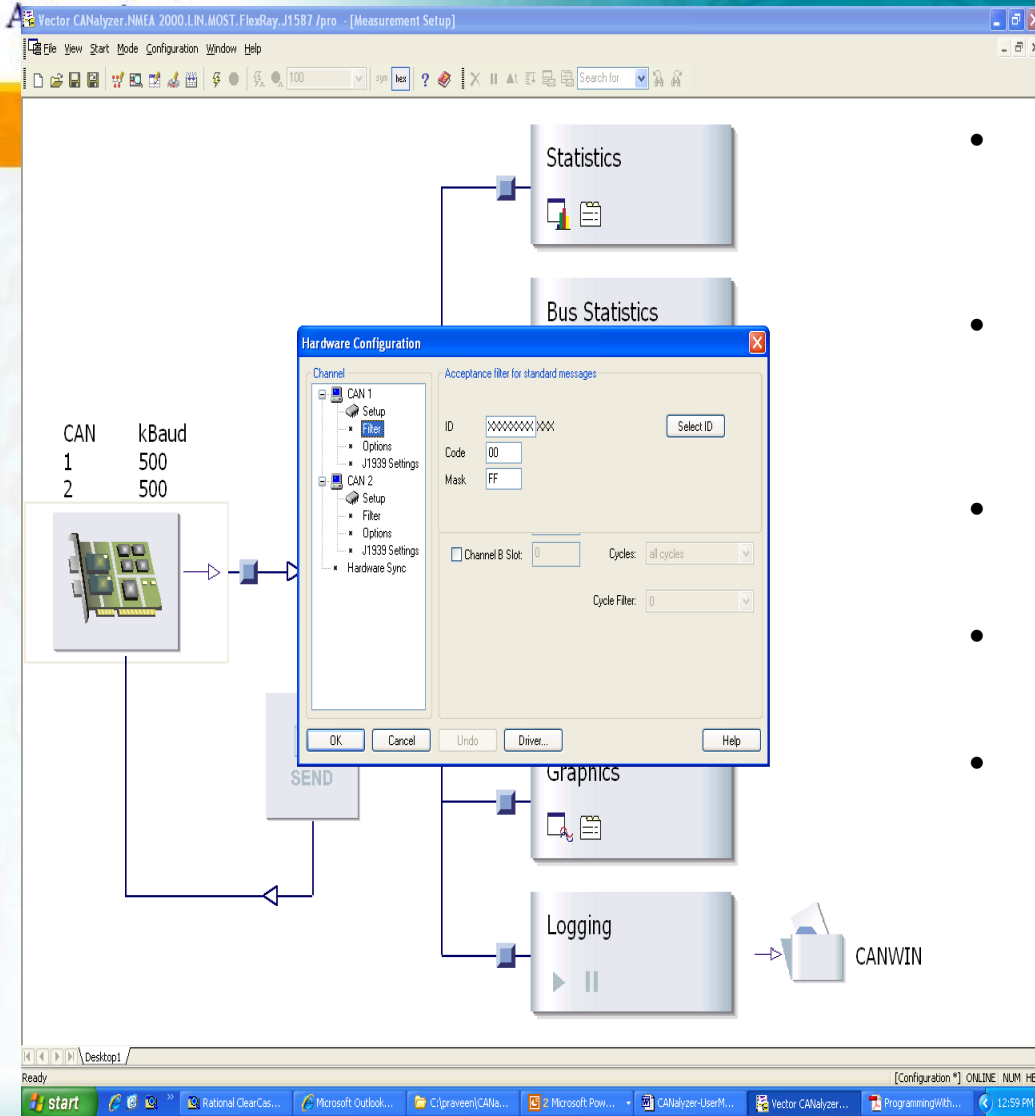 Vector CANalyzer.NMEA 2000.LIN.MOST.FlexRay.J1587 /pro - [Measurement Setup]
File View Start Mode Configuration Window Help
100
sym
hex
Search for
Statistics
Bus Statistics
Hardware Configuration
Channel
CAN 1
Setup
Filter
Options
J1939 Settings
CAN 2
Setup
Filter
Options
J1939 Settings
Hardware Sync
Acceptance filter for standard messages
ID XXXXXXXX XXX
Select ID
Code 00
Mask FF
Channel B Slot: 0
Cycles: all cycles
Cycle Filter: 0
OK
Cancel
Undo
Driver...
Help
CAN kBaud
1 500
2 500
SEND
Graphics
Logging
CANWIN
Desktop1
Ready
[Configuration *] ONLINE NUM
start
Rational ClearCas...
Microsoft Outlook...
C:\praveen\CANa...
2 Microsoft Pow...
CANalyzer-UserM...
Vector CANalyzer...
ProgrammingWith...
12:59 PM